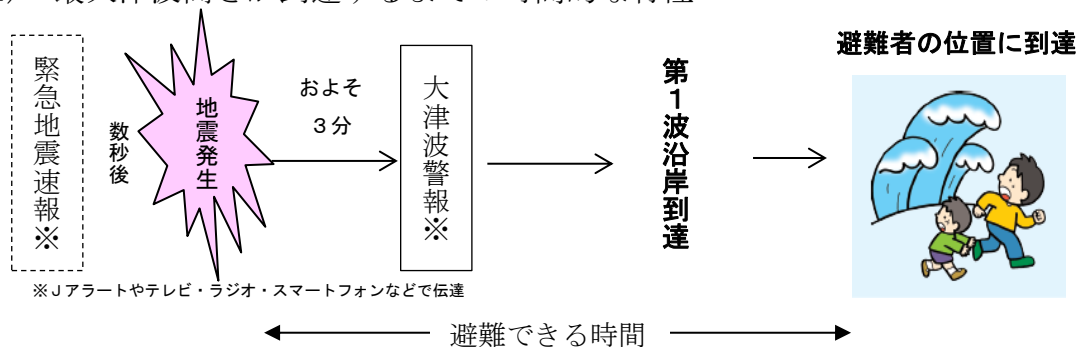 避難者の位置に到達
緊急地震速報※
数秒後
地震発生
およそ
3分
大津波警報※
第1波沿岸到達
※Jアラートやテレビ・ラジオ・スマートフォンなどで伝達
避難できる時間